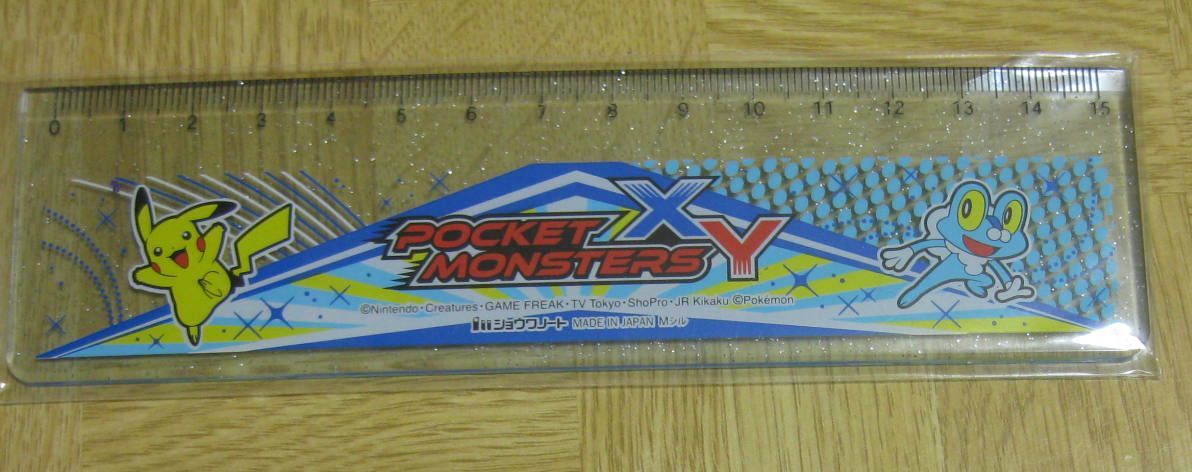 0 1 2 3 4 5 6 7 8 9 10 11 12 13 14 15
POCKET XY
MONSTERS
©Nintendo・Creatures・GAME FREAK・TV Tokyo・ShoPro・JR Kikaku ©Pokémon
ショウワノート MADE IN JAPAN Mシル